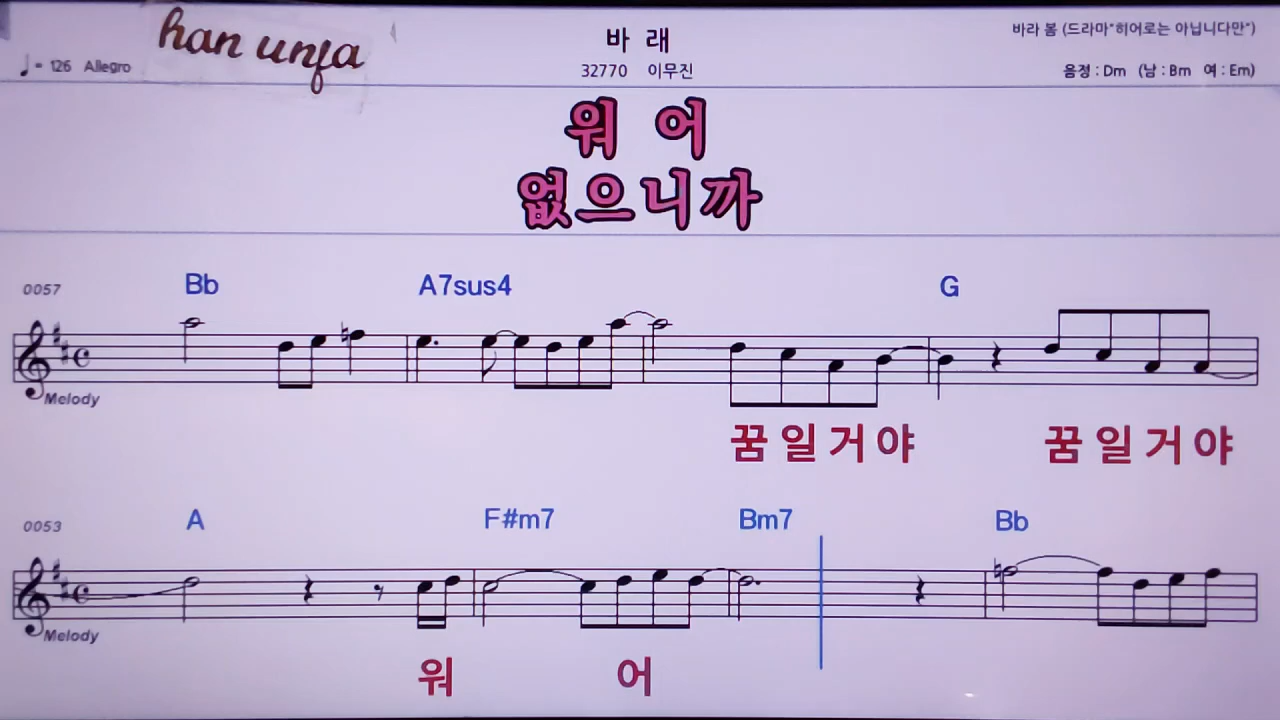 han unfa
바 래
바라 봄 (드라마"히어로는 아닙니다만")
♩= 126 Allegro
32770 이무진
음정 : Dm (남 : Bm 여 : Em)
워 어
없으니까
0057 Bb A7sus4 G
Melody
꿈 일 거 야 꿈 일 거 야
0053 A F#m7 Bm7 Bb
Melody
워 어